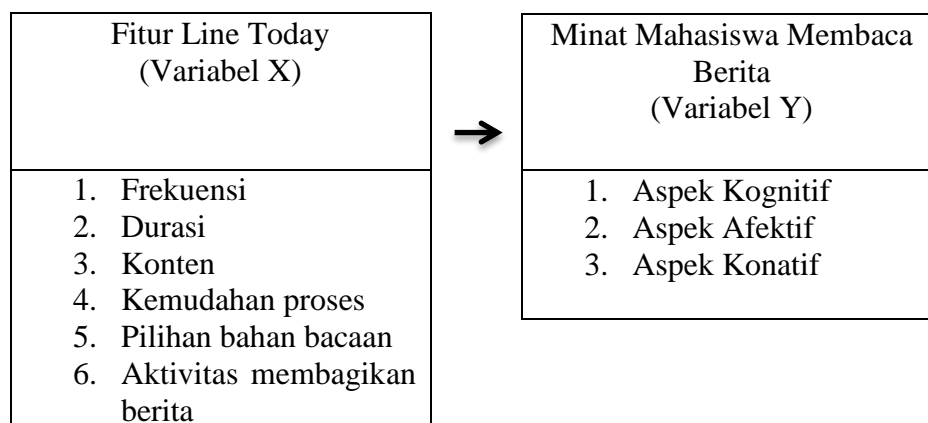 Fitur Line Today
(Variabel X)
1. Frekuensi
2. Durasi
3. Konten
4. Kemudahan proses
5. Pilihan bahan bacaan
6. Aktivitas membagikan
berita
Minat Mahasiswa Membaca
Berita
(Variabel Y)
1. Aspek Kognitif
2. Aspek Afektif
3. Aspek Konatif